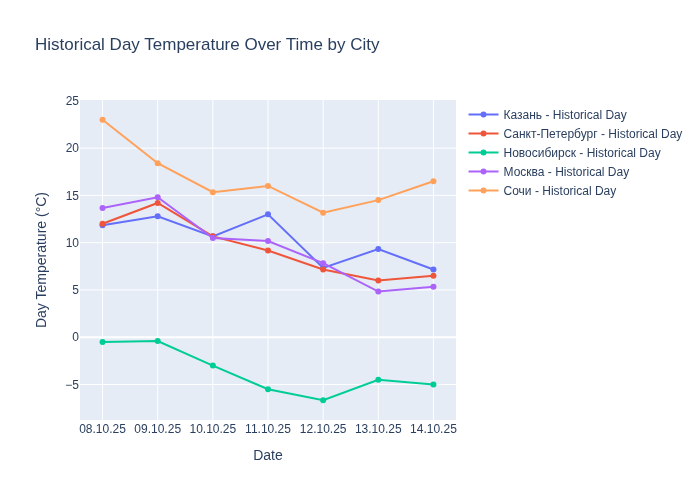 Historical Day Temperature Over Time by City
25
20
15
10
5
0
−5
Day Temperature (°C)
08.10.25 09.10.25 10.10.25 11.10.25 12.10.25 13.10.25 14.10.25
Date
Казань - Historical Day
Санкт-Петербург - Historical Day
Новосибирск - Historical Day
Москва - Historical Day
Сочи - Historical Day